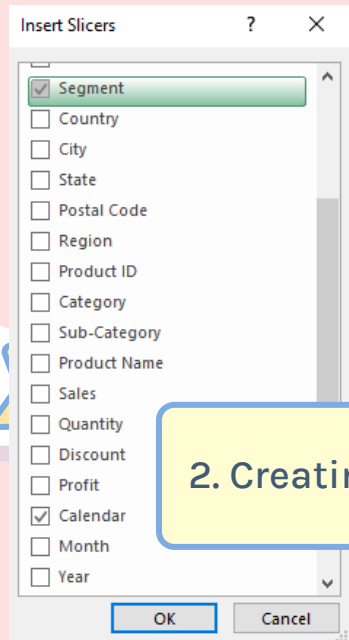 Insert Slicers ? ×
Segment
Country
City
State
Postal Code
Region
Product ID
Category
Sub-Category
Product Name
Sales
Quantity
Discount
Profit
Calendar
Month
Year
2. Creatin
OK Cancel